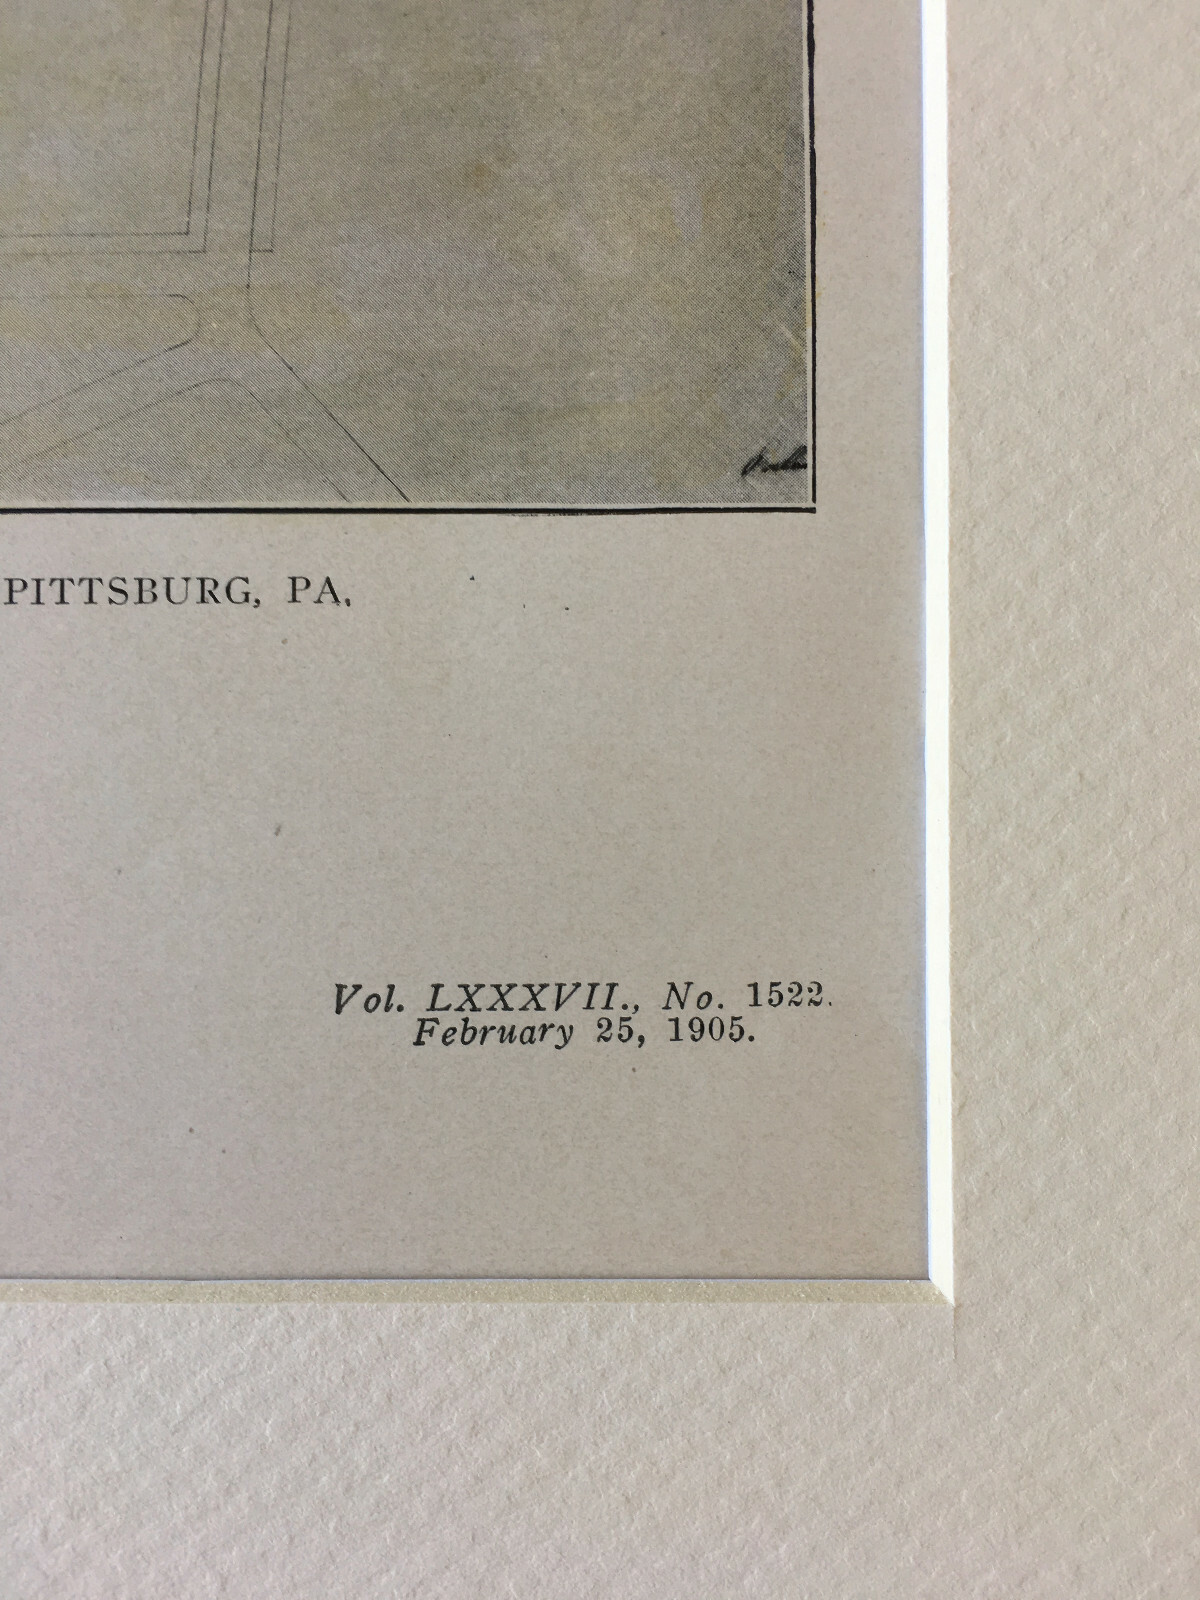 PITTSBURG, PA.
Vol. LXXXVII., No. 1522.
February 25, 1905.